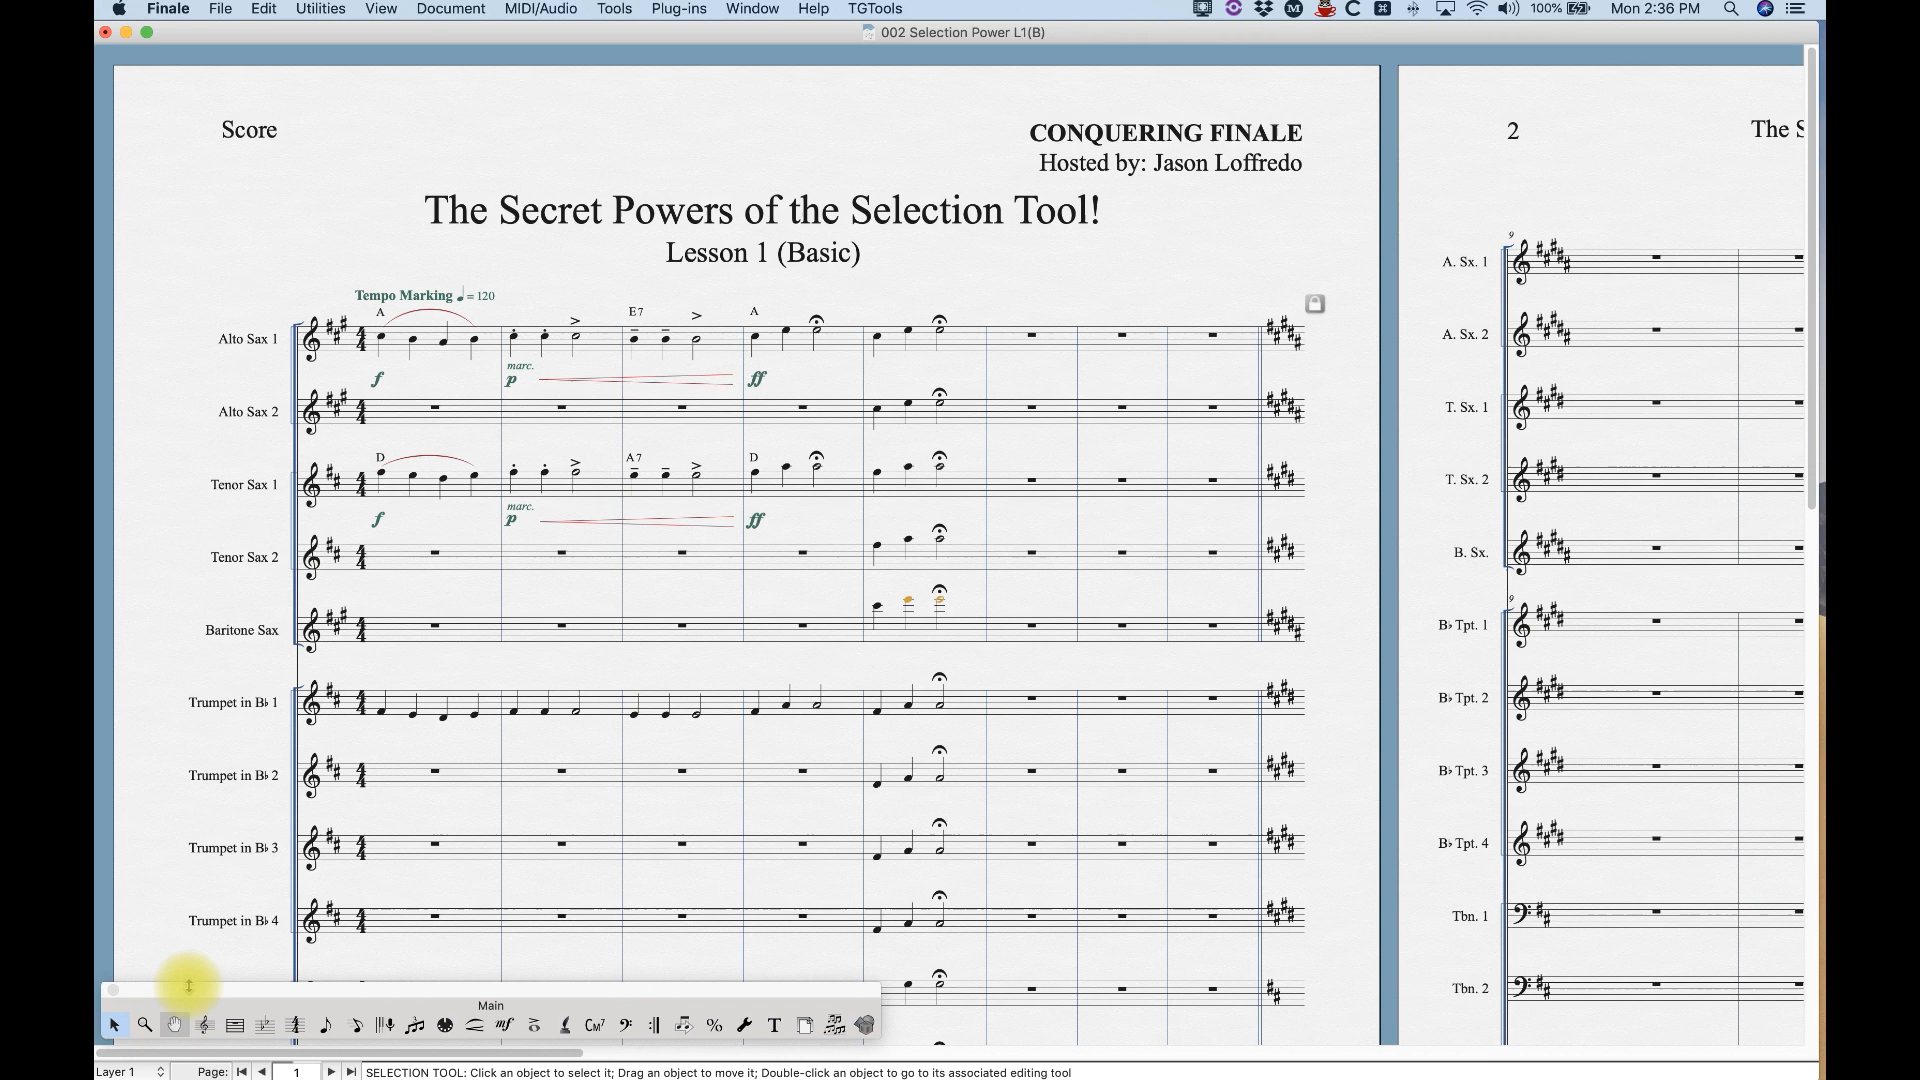 Finale File Edit Utilities View Document MIDI/Audio Tools Plug-ins Window Help TGTools 100% Mon 2:36 PM
002 Selection Power L1(B)
Score
CONQUERING FINALE
Hosted by: Jason Loffredo
The Secret Powers of the Selection Tool!
Lesson 1 (Basic)
Tempo Marking ♩ = 120
A E7 A
Alto Sax 1
marc.
f p ff
Alto Sax 2
D A7 D
Tenor Sax 1
marc.
f p ff
Tenor Sax 2
Baritone Sax
Trumpet in B♭ 1
Trumpet in B♭ 2
Trumpet in B♭ 3
Trumpet in B♭ 4
2
The S
9
A. Sx. 1
A. Sx. 2
T. Sx. 1
T. Sx. 2
B. Sx.
9
B♭ Tpt. 1
B♭ Tpt. 2
B♭ Tpt. 3
B♭ Tpt. 4
Tbn. 1
Tbn. 2
Main
mf CM7 % T
Layer 1 Page: 1 SELECTION TOOL: Click an object to select it; Drag an object to move it; Double-click an object to go to its associated editing tool